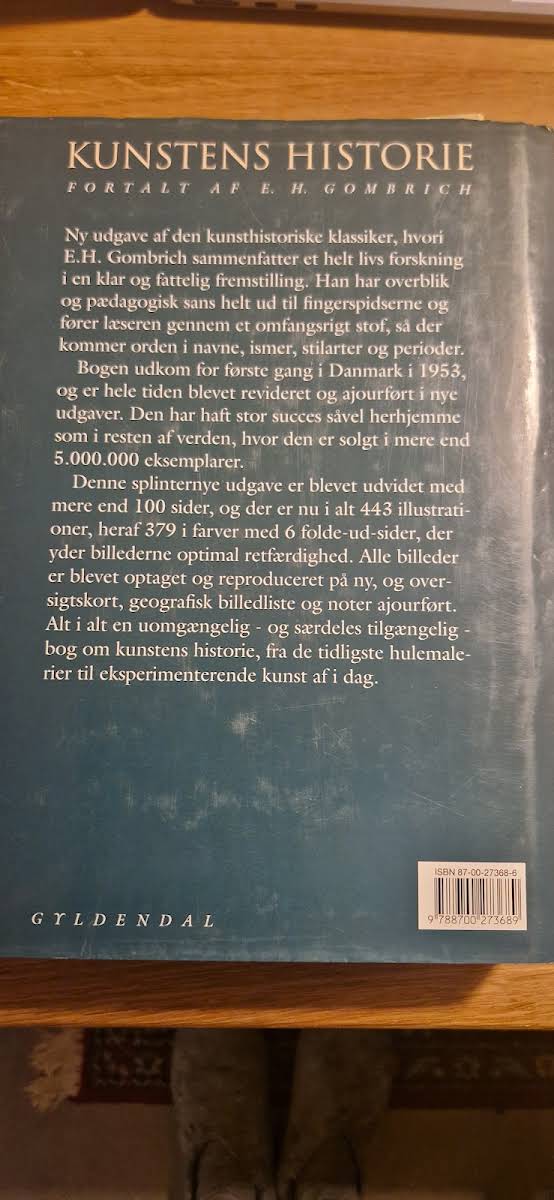 KUNSTENS HISTORIE
FORTALT AF E. H. GOMBRICH
Ny udgave af den kunsthistoriske klassiker, hvori
E.H. Gombrich sammenfatter et helt livs forskning
i en klar og fattelig fremstilling. Han har overblik
og pædagogisk sans helt ud til fingerspidserne og
fører læseren gennem et omfangsrigt stof, så der
kommer orden i navne, ismer, stilarter og perioder.
Bogen udkom for første gang i Danmark i 1953,
og er hele tiden blevet revideret og ajourført i nye
udgaver. Den har haft stor succes såvel herhjemme
som i resten af verden, hvor den er solgt i mere end
5.000.000 eksemplarer.
Denne splinternye udgave er blevet udvidet med
mere end 100 sider, og der er nu i alt 443 illustrati-
oner, heraf 379 i farver med 6 folde-ud-sider, der
yder billederne optimal retfærdighed. Alle billeder
er blevet optaget og reproduceret på ny, og over-
sigtskort, geografisk billedliste og noter ajourført.
Alt i alt en uomgængelig - og særdeles tilgængelig -
bog om kunstens historie, fra de tidligste hulemale-
rier til eksperimenterende kunst af i dag.
ISBN 87-00-27368-6
9 788700 273689
GYLDENDAL